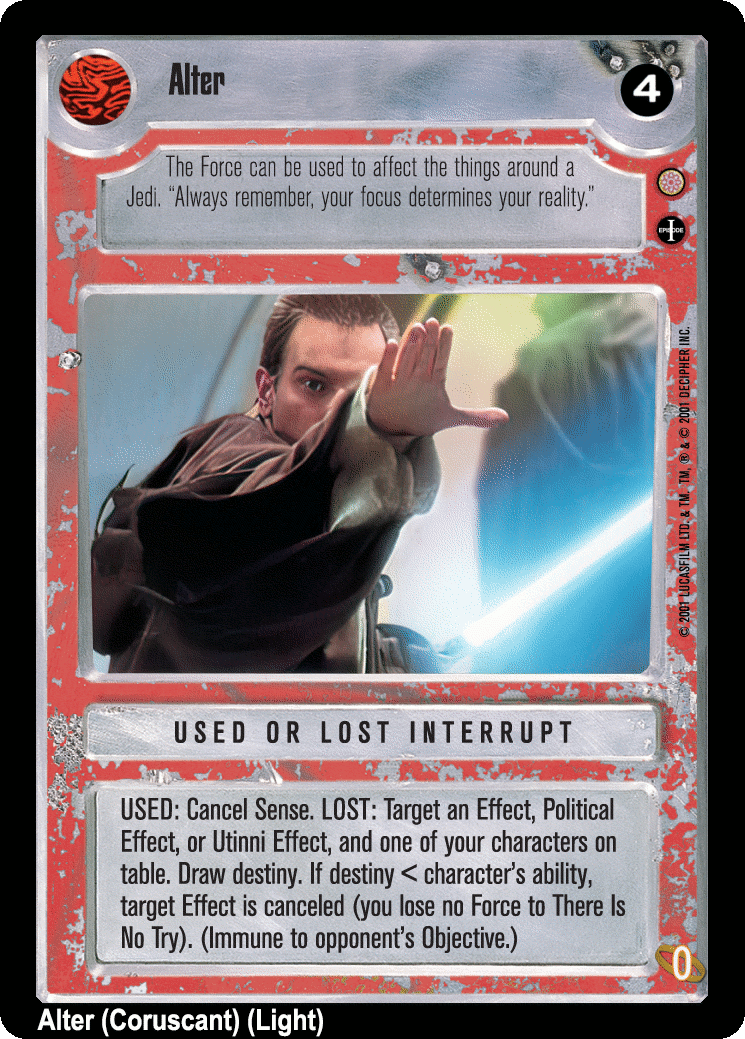 Alter
4
The Force can be used to affect the things around a
Jedi. “Always remember, your focus determines your reality.”
EPISODE
I
© 2001 LUCASFILM LTD. & TM. TM, ® & © 2001 DECIPHER INC.
USED OR LOST INTERRUPT
USED: Cancel Sense. LOST: Target an Effect, Political
Effect, or Utinni Effect, and one of your characters on
table. Draw destiny. If destiny < character’s ability,
target Effect is canceled (you lose no Force to There Is
No Try). (Immune to opponent’s Objective.)
0
Alter (Coruscant) (Light)